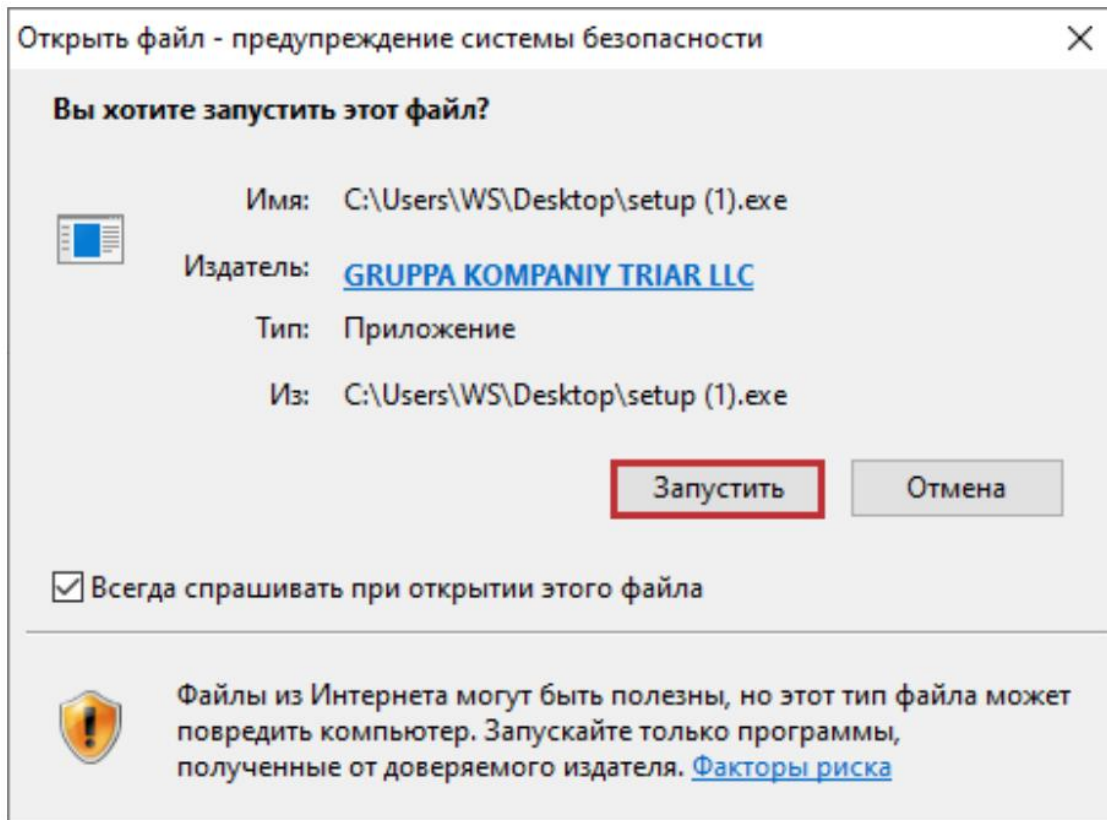 Открыть файл - предупреждение системы безопасности
Вы хотите запустить этот файл?
Имя: C:\Users\WS\Desktop\setup (1).exe
Издатель: GRUPPA KOMPANIY TRIAR LLC
Тип: Приложение
Из: C:\Users\WS\Desktop\setup (1).exe
Запустить Отмена
Всегда спрашивать при открытии этого файла
Файлы из Интернета могут быть полезны, но этот тип файла может
повредить компьютер. Запускайте только программы,
полученные от доверяемого издателя. Факторы риска